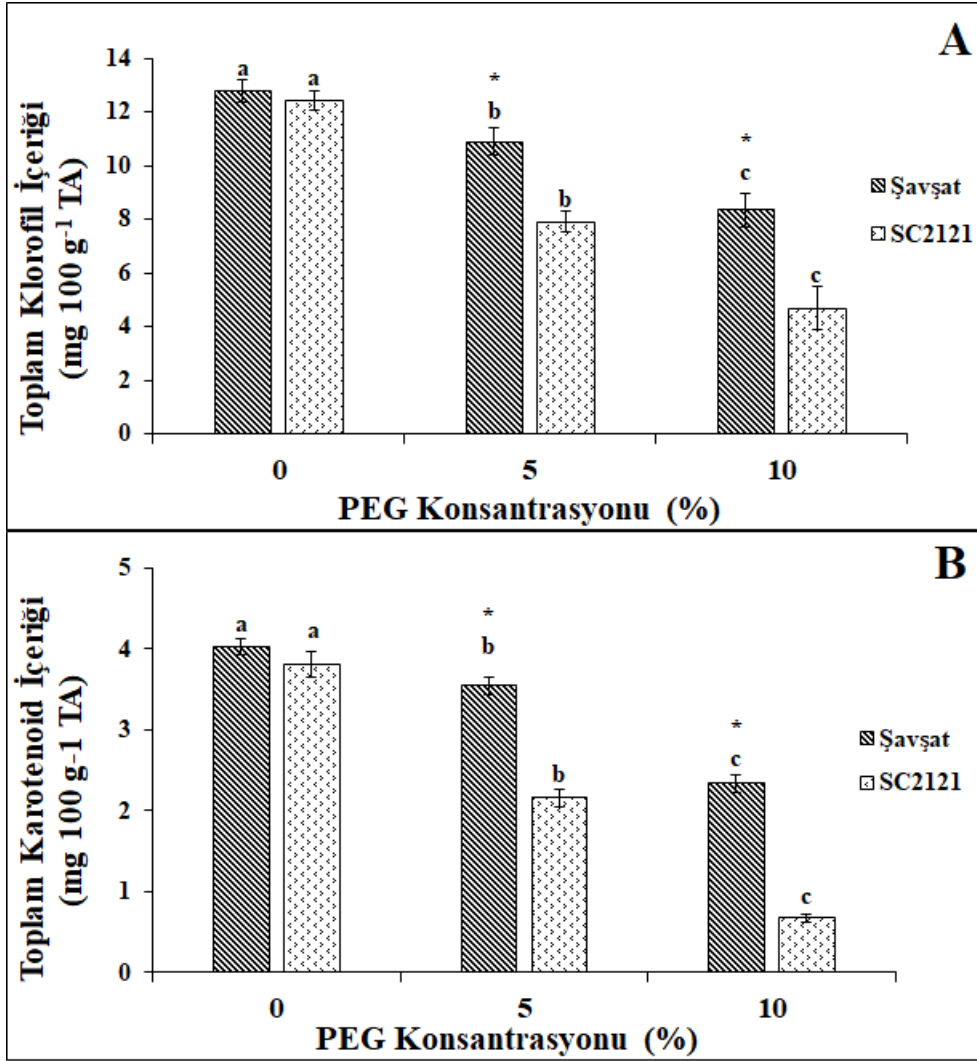 A
Toplam Klorofil İçeriği
(mg 100 g-1 TA)
14
12
10
8
6
4
2
0
a
a
*
b
b
*
c
c
Şavşat
SC2121
0
5
10
PEG Konsantrasyonu (%)
B
Toplam Karotenoid İçeriği
(mg 100 g-1 TA)
5
4
3
2
1
0
a
a
*
b
b
*
c
c
Şavşat
SC2121
0
5
10
PEG Konsantrasyonu (%)